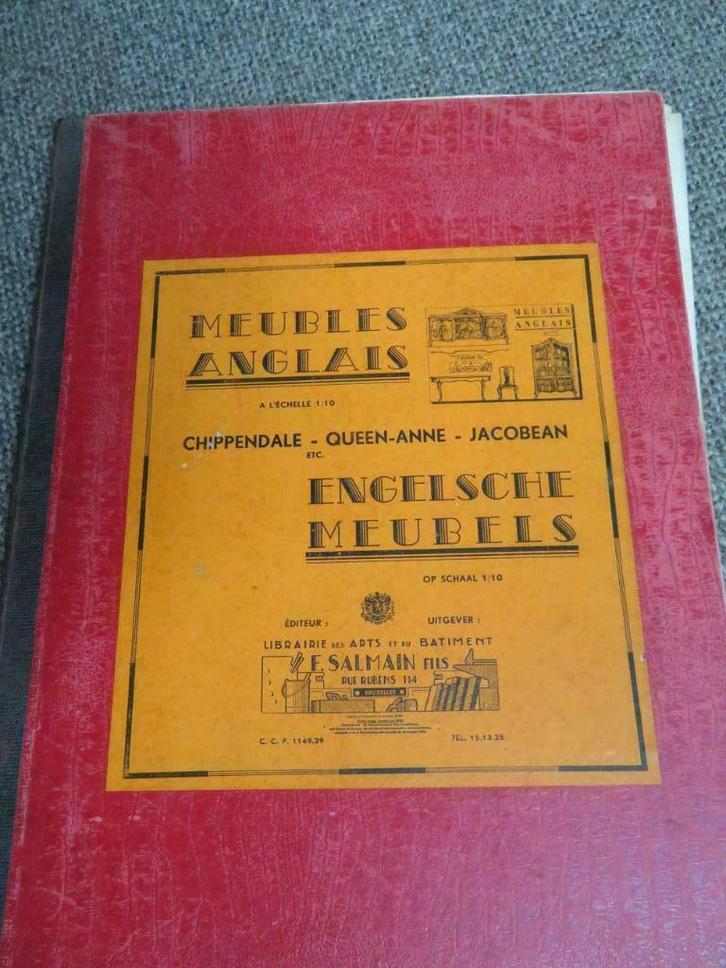 MEUBLES
ANGLAIS
MEUBLES
ANGLAIS
A L'ÉCHELLE 1/10
CHIPPENDALE - QUEEN-ANNE - JACOBEAN
ETC.
ENGELSCHE
MEUBELS
OP SCHAAL 1/10
ÉDITEUR :
UITGEVER :
LIBRAIRIE DES ARTS ET DU BATIMENT
F. SALMAIN FILS
RUE RUBENS 114
BRUXELLES
C. C. P. 1149,29
TÉL. 15.13.25